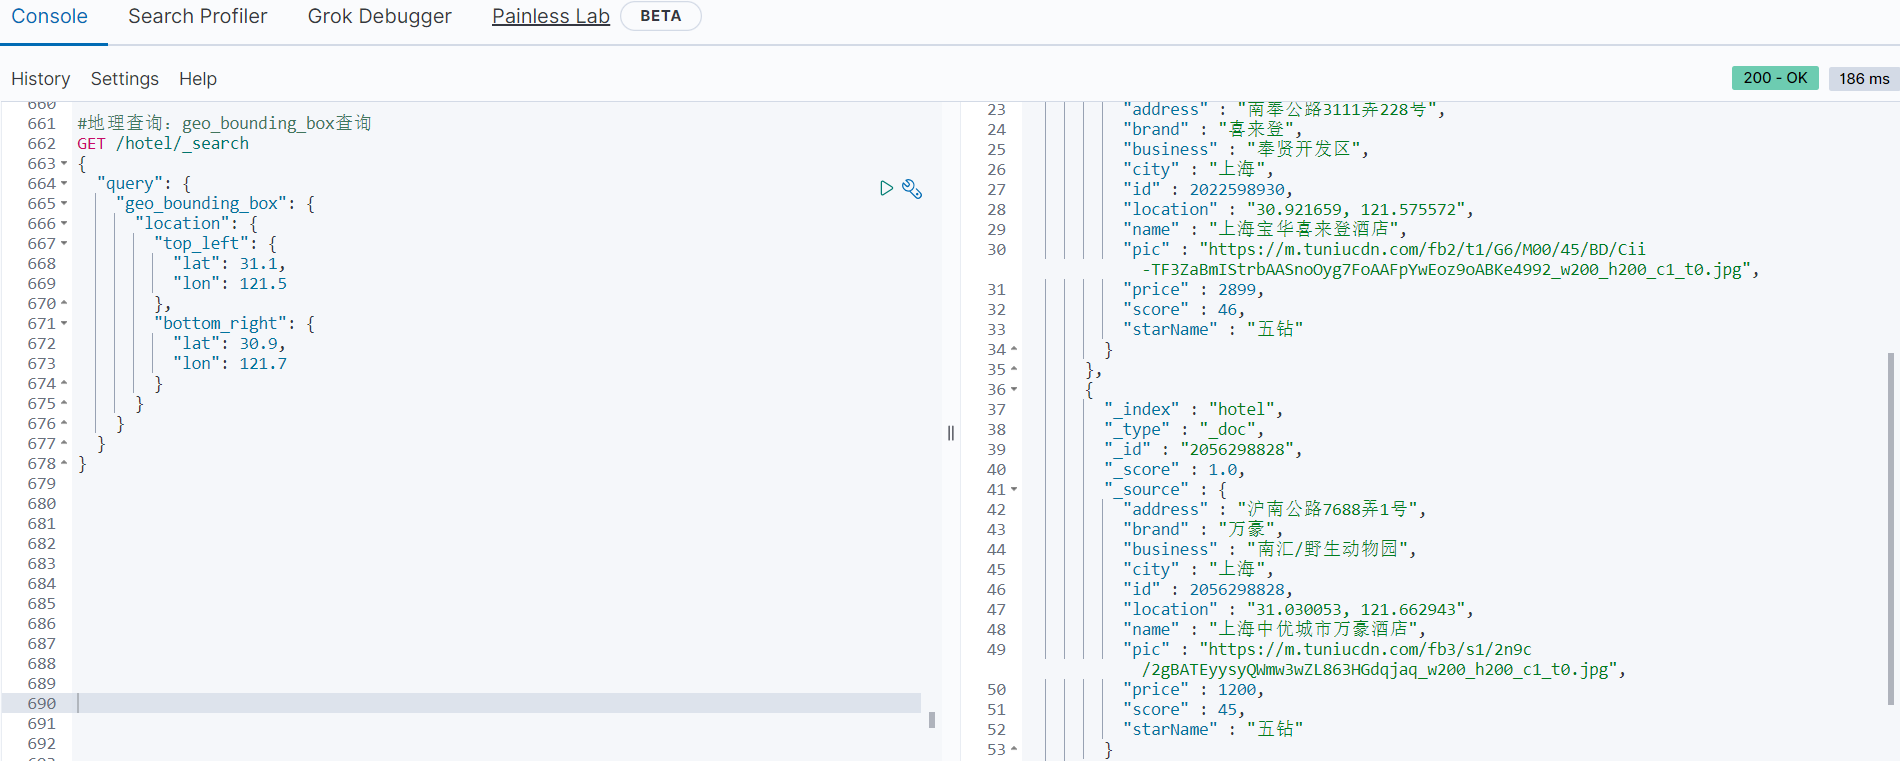 Console Search Profiler Grok Debugger Painless Lab BETA
History Settings Help
200 - OK 186 ms
660
661 #地理查询：geo_bounding_box查询
662 GET /hotel/_search
663 {
664 "query": {
665 "geo_bounding_box": {
666 "location": {
667 "top_left": {
668 "lat": 31.1,
669 "lon": 121.5
670 },
671 "bottom_right": {
672 "lat": 30.9,
673 "lon": 121.7
674 }
675 }
676 }
677 }
678 }
679
680
681
682
683
684
685
686
687
688
689
690
691
692
23 "address" : "南奉公路3111弄228号",
24 "brand" : "喜来登",
25 "business" : "奉贤开发区",
26 "city" : "上海",
27 "id" : 2022598930,
28 "location" : "30.921659, 121.575572",
29 "name" : "上海宝华喜来登酒店",
30 "pic" : "https://m.tuniucdn.com/fb2/t1/G6/M00/45/BD/Cii
-TF3ZaBmIStrbAASnoOyg7FoAAFpYwEoz9oABKe4992_w200_h200_c1_t0.jpg",
31 "price" : 2899,
32 "score" : 46,
33 "starName" : "五钻"
34 }
35 },
36 {
37 "_index" : "hotel",
38 "_type" : "_doc",
39 "_id" : "2056298828",
40 "_score" : 1.0,
41 "_source" : {
42 "address" : "沪南公路7688弄1号",
43 "brand" : "万豪",
44 "business" : "南汇/野生动物园",
45 "city" : "上海",
46 "id" : 2056298828,
47 "location" : "31.030053, 121.662943",
48 "name" : "上海中优城市万豪酒店",
49 "pic" : "https://m.tuniucdn.com/fb3/s1/2n9c
/2gBATEyysyQWmw3wZL863HGdqjaq_w200_h200_c1_t0.jpg",
50 "price" : 1200,
51 "score" : 45,
52 "starName" : "五钻"
53 }